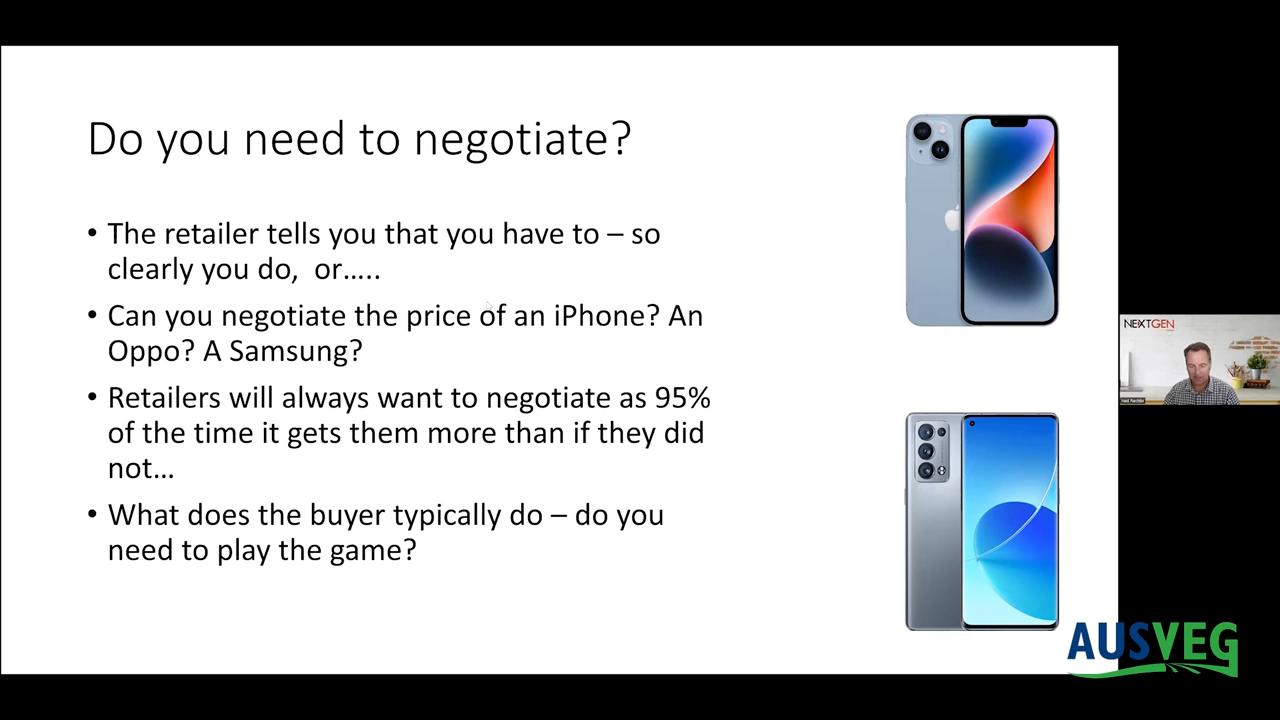 Do you need to negotiate?
• The retailer tells you that you have to – so
clearly you do,  or…..
• Can you negotiate the price of an iPhone? An
Oppo? A Samsung?
• Retailers will always want to negotiate as 95%
of the time it gets them more than if they did
not…
• What does the buyer typically do – do you
need to play the game?
NEXTGEN
AUSVEG